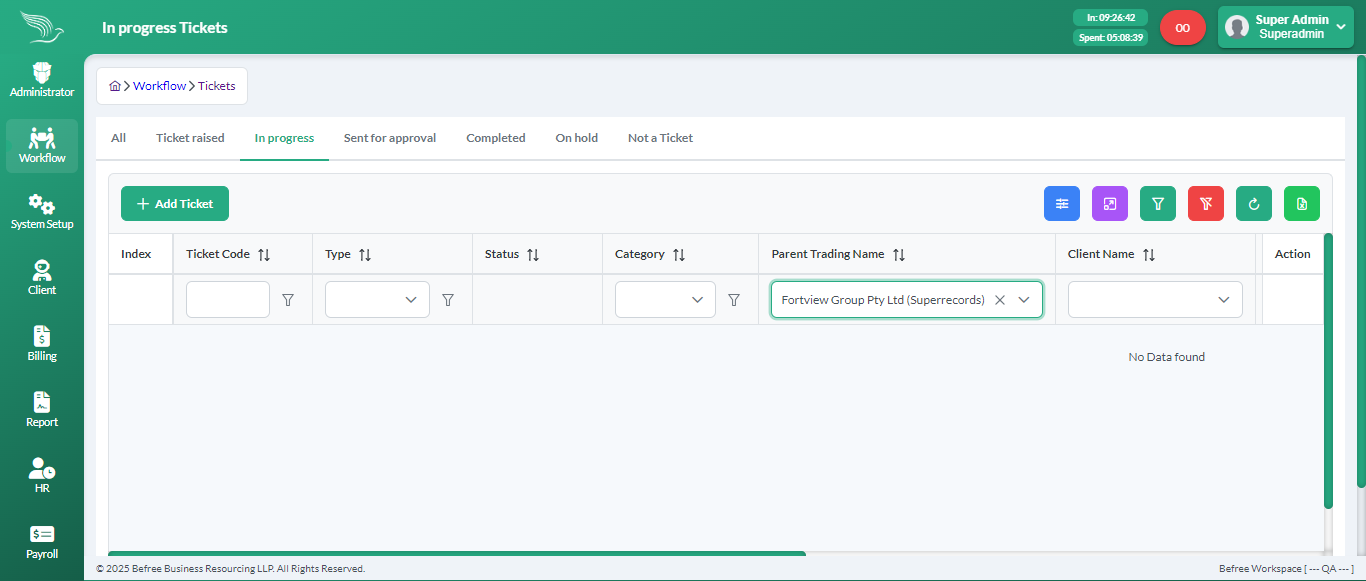 In progress Tickets
In: 09:26:42
Spent: 05:08:39
00
Super Admin
Superadmin
Administrator
Workflow
System Setup
Client
Billing
Report
HR
Payroll
Workflow Tickets
All Ticket raised In progress Sent for approval Completed On hold Not a Ticket
Add Ticket
Index Ticket Code Type Status Category Parent Trading Name Client Name Action
Fortview Group Pty Ltd (Superrecords)
No Data found
© 2025 Befree Business Resourcing LLP. All Rights Reserved.
Befree Workspace [ --- QA --- ]